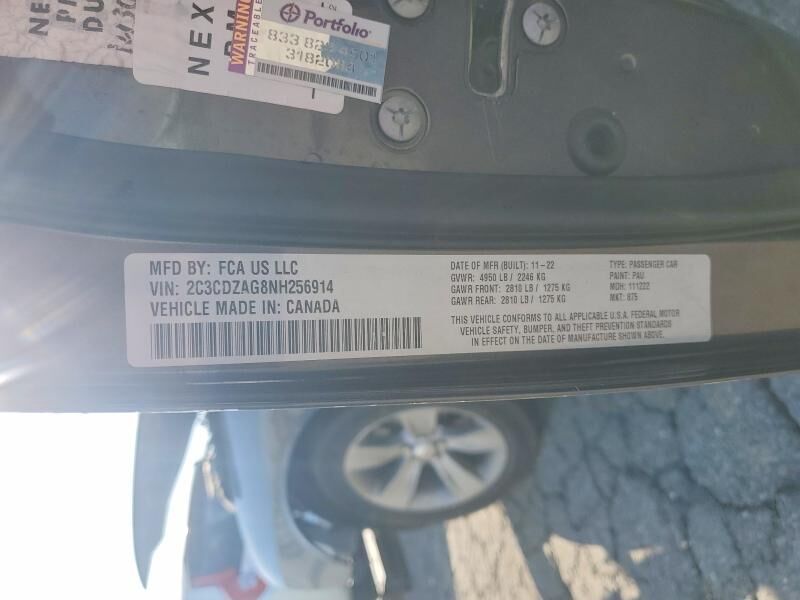 NEX
WARNING
TRACEABLE
Portfolio
MFD BY: FCA US LLC
VIN: 2C3CDZAG8NH256914
VEHICLE MADE IN: CANADA
DATE OF MFR (BUILT): 11-22
GVWR: 4950 LB / 2246 KG
GAWR FRONT: 2810 LB / 1275 KG
GAWR REAR: 2810 LB / 1275 KG
TYPE: PASSENGER CAR
PAINT: PAU
MDH: 111222
MKT: 875
THIS VEHICLE CONFORMS TO ALL APPLICABLE U.S.A. FEDERAL MOTOR
VEHICLE SAFETY, BUMPER, AND THEFT PREVENTION STANDARDS
IN EFFECT ON THE DATE OF MANUFACTURE SHOWN ABOVE.